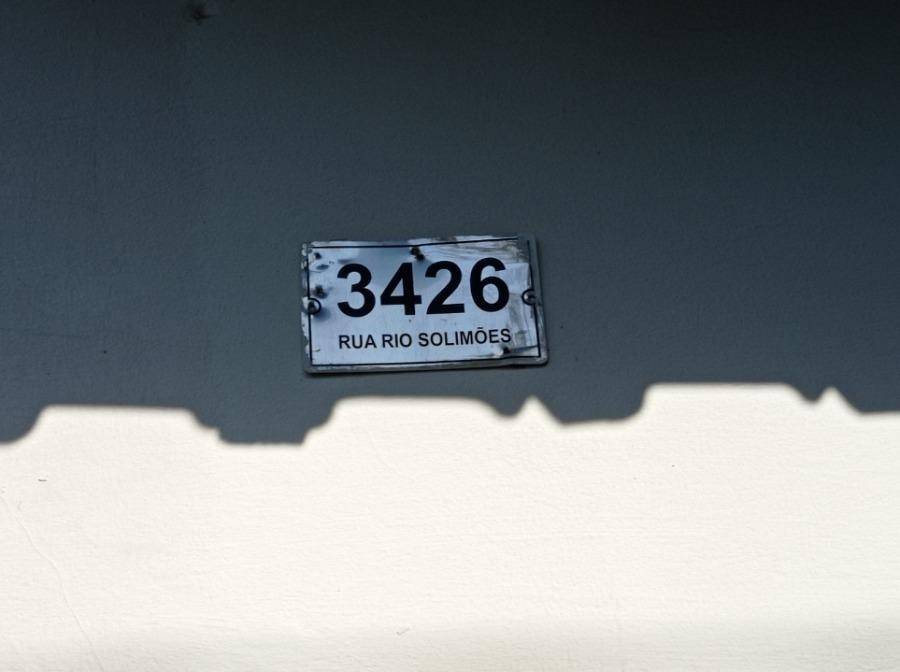 3426
RUA RIO SOLIMÕES